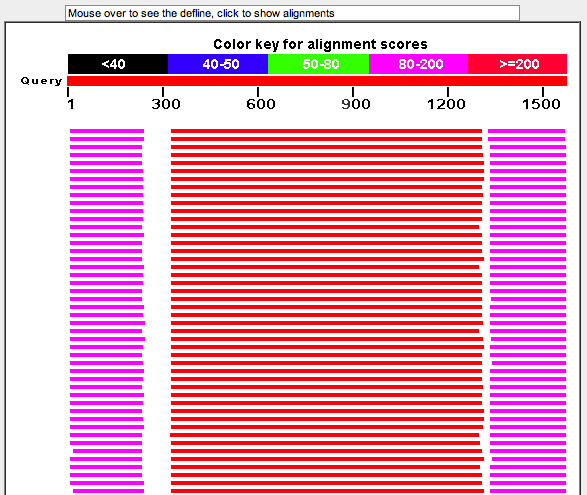 Mouse over to see the defline, click to show alignments
Color key for alignment scores
<40 40-50 50-80 80-200 >=200
Query
1 300 600 900 1200 1500